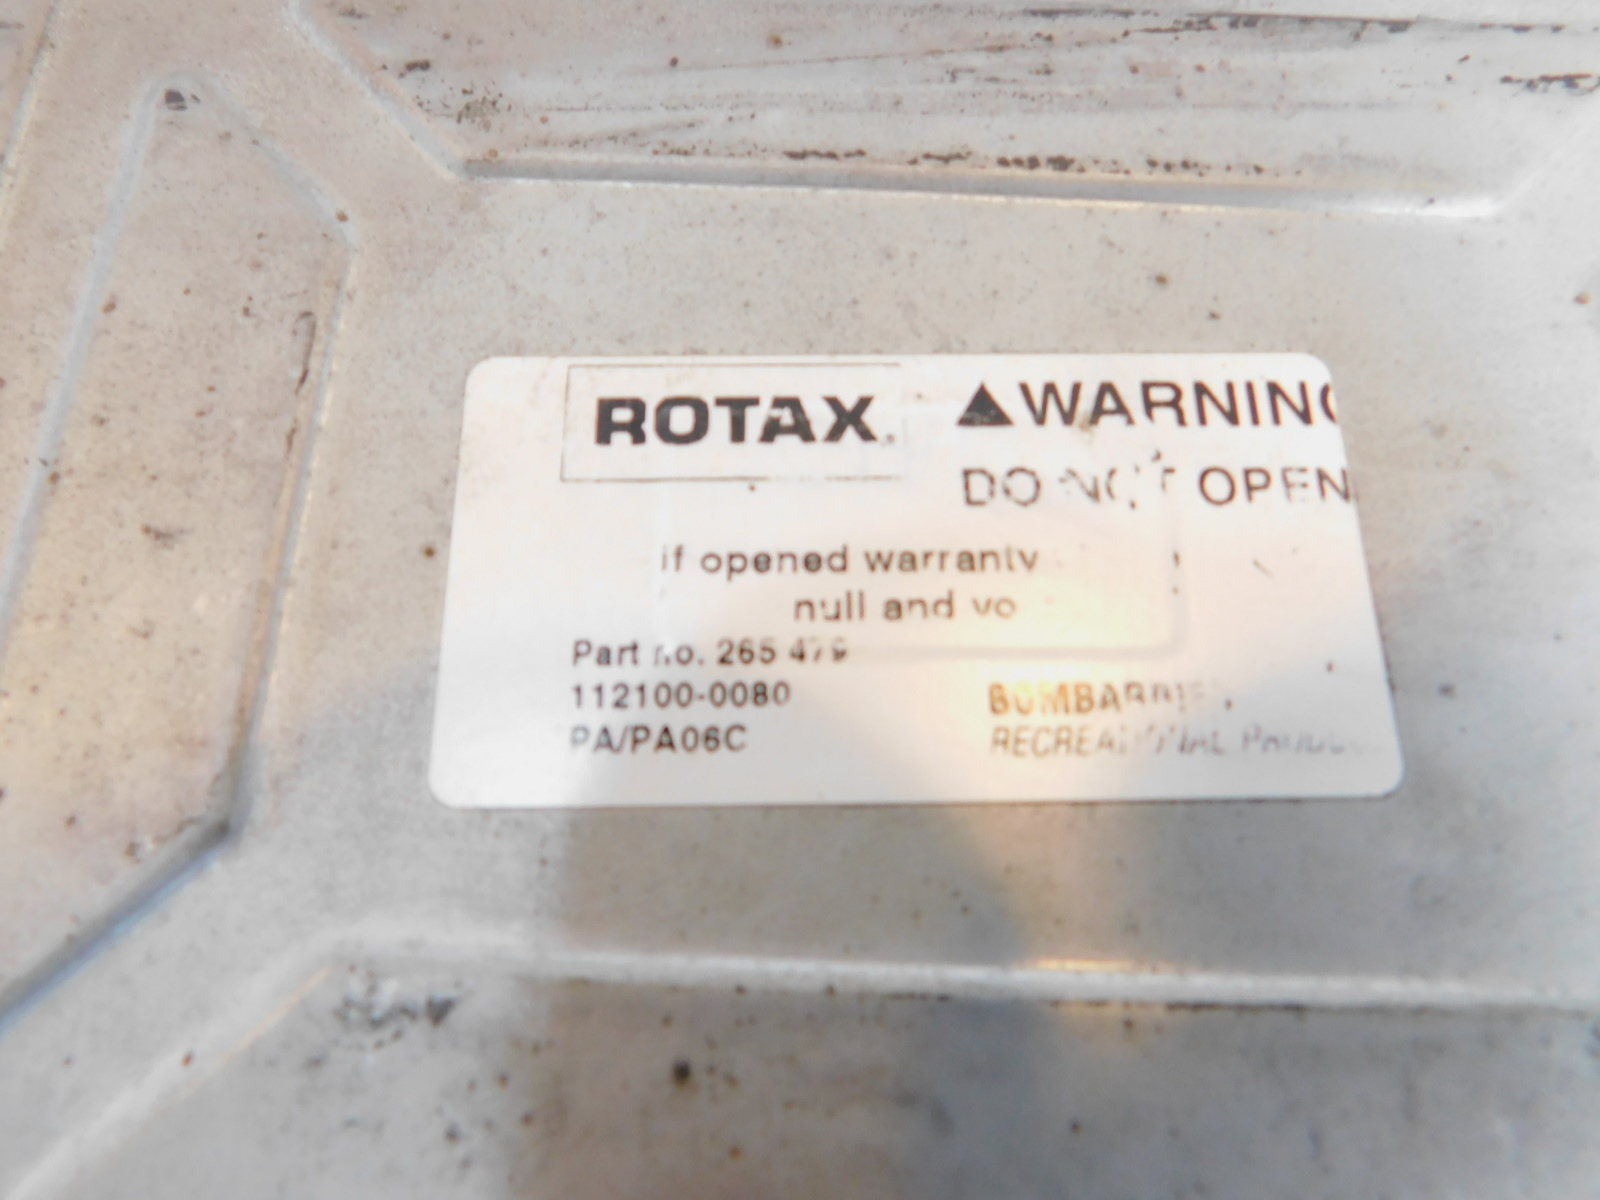 ROTAX
▲WARNING
DO NOT OPEN
if opened warranty
null and vo
Part no. 265 479
112100-0080
PA/PA06C
BOMBARDIER
RECREATIONAL PRODUC